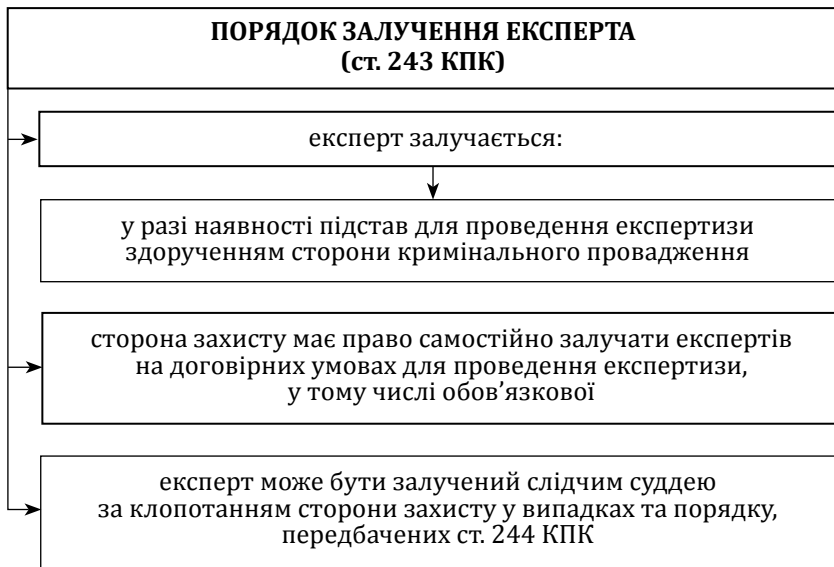 ПОРЯДОК ЗАЛУЧЕННЯ ЕКСПЕРТА
(ст. 243 КПК)
експерт залучається:
у разі наявності підстав для проведення експертизи
здорученням сторони кримінального провадження
сторона захисту має право самостійно залучати експертів
на договірних умовах для проведення експертизи,
у тому числі обов’язкової
експерт може бути залучений слідчим суддею
за клопотанням сторони захисту у випадках та порядку,
передбачених ст. 244 КПК